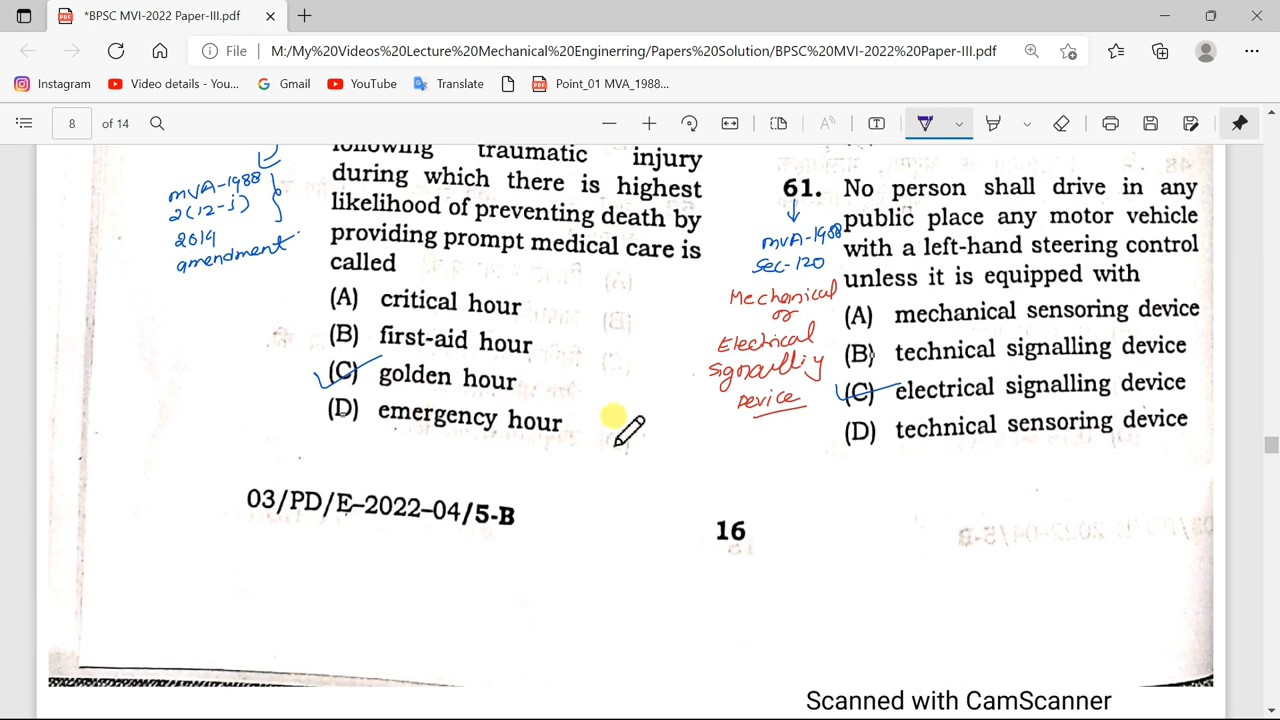 *BPSC MVI-2022 Paper-III.pdf
File
M:/My%20Videos%20Lecture%20Mechanical%20Enginerring/Papers%20Solution/BPSC%20MVI-2022%20Paper-III.pdf
Instagram
Video details - You...
Gmail
YouTube
Translate
Point_01 MVA_1988...
8 of 14
following traumatic injury
during which there is highest
likelihood of preventing death by
providing prompt medical care is
called
(A) critical hour
(B) first-aid hour
(C) golden hour
(D) emergency hour
MVA-1988
2(12-i)
2019
amendment
03/PD/E-2022-04/5-B
61. No person shall drive in any
public place any motor vehicle
with a left-hand steering control
unless it is equipped with
(A) mechanical sensoring device
(B) technical signalling device
(C) electrical signalling device
(D) technical sensoring device
MVA-1988
Sec-120
Mechanical
or
Electrical
Device
16
Scanned with CamScanner